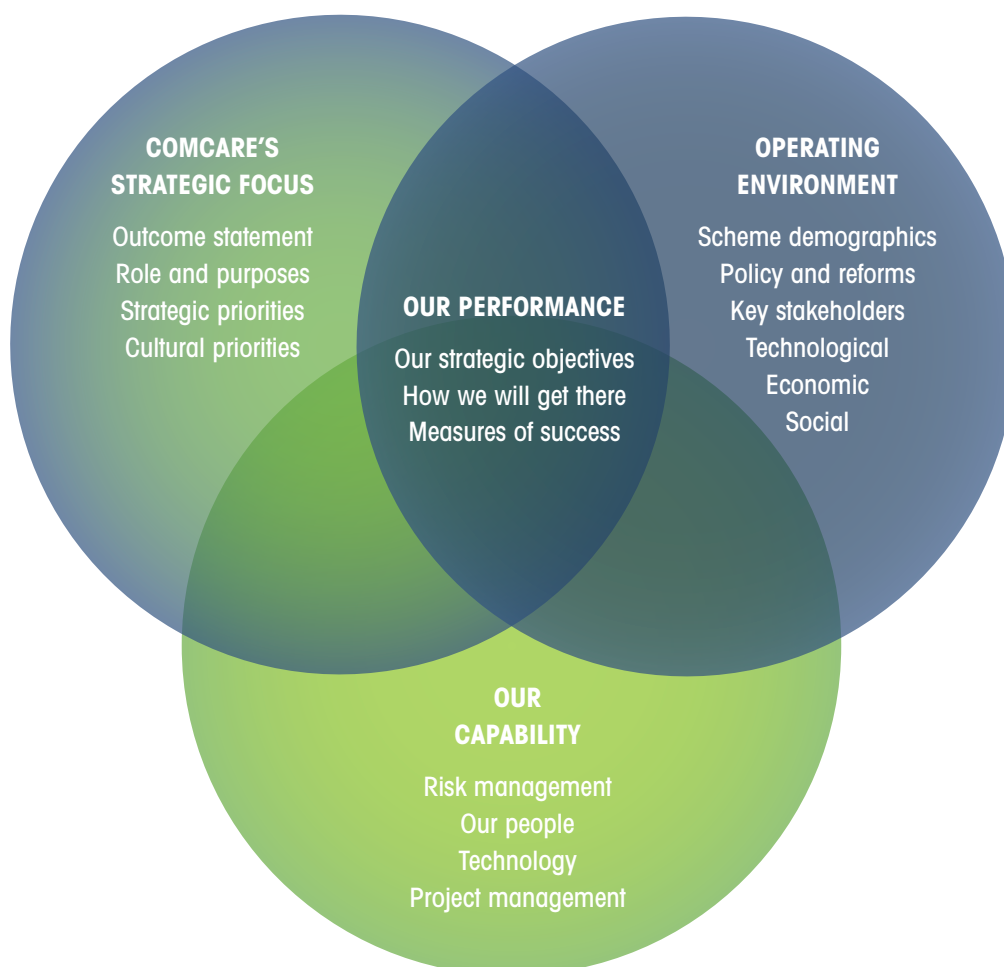 COMCARE'S
STRATEGIC FOCUS
Outcome statement
Role and purposes
Strategic priorities
Cultural priorities
OPERATING
ENVIRONMENT
Scheme demographics
Policy and reforms
Key stakeholders
Technological
Economic
Social
OUR PERFORMANCE
Our strategic objectives
How we will get there
Measures of success
OUR
CAPABILITY
Risk management
Our people
Technology
Project management